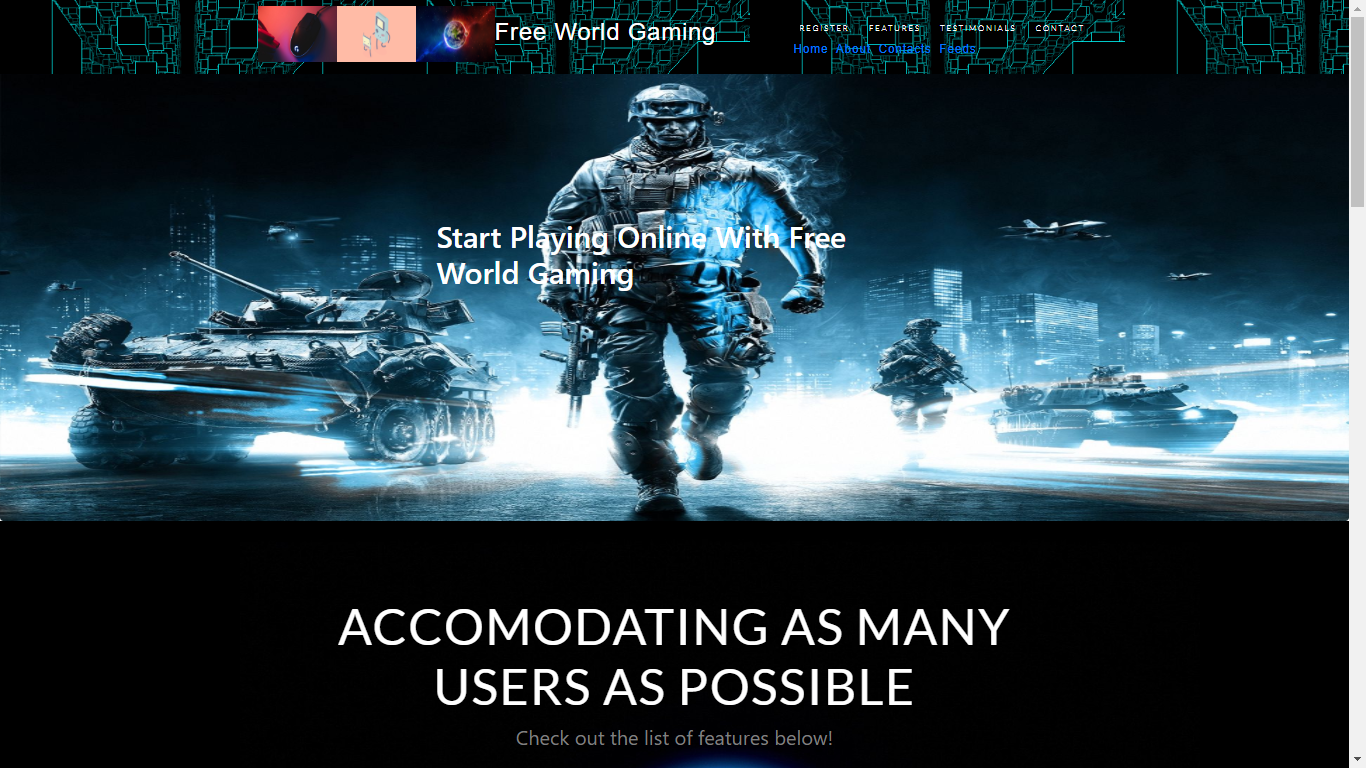 Free World Gaming
REGISTER FEATURES TESTIMONIALS CONTACT
Home About Contacts Feeds
Start Playing Online With Free
World Gaming
ACCOMODATING AS MANY
USERS AS POSSIBLE
Check out the list of features below!